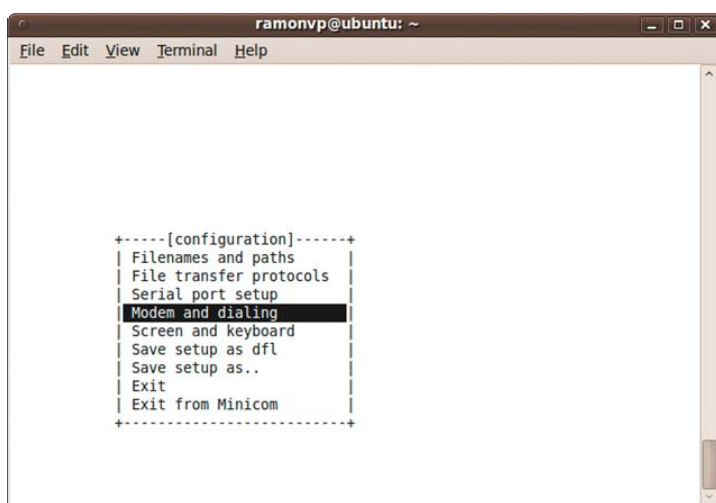 ramonvp@ubuntu: ~
File Edit View Terminal Help
+-----[configuration]------+
| Filenames and paths      |
| File transfer protocols  |
| Serial port setup        |
| Modem and dialing        |
| Screen and keyboard      |
| Save setup as dfl        |
| Save setup as..          |
| Exit                     |
| Exit from Minicom        |
+--------------------------+